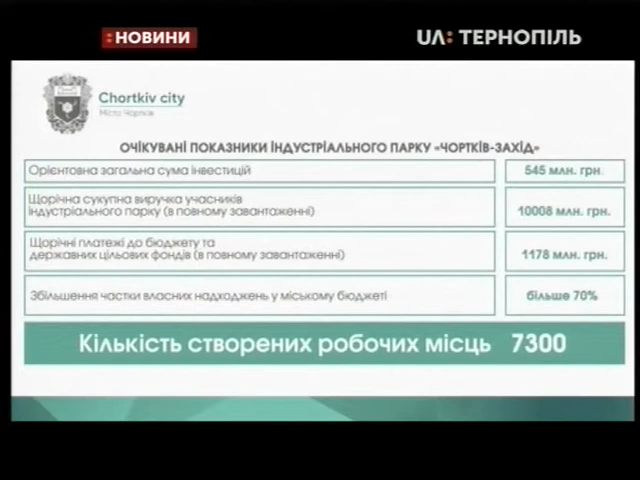 :НОВИНИ
UA: ТЕРНОПІЛЬ
Chortkiv city
Місто Чортків
ОЧІКУВАНІ ПОКАЗНИКИ ІНДУСТРІАЛЬНОГО ПАРКУ «ЧОРТКІВ-ЗАХІД»
Орієнтовна загальна сума інвестицій 545 млн. грн.
Щорічна сукупна виручка учасників
індустріального парку (в повному завантаженні) 10008 млн. грн.
Щорічні платежі до бюджету та
державних цільових фондів (в повному завантаженні) 1178 млн. грн.
Збільшення частки власних надходжень у міському бюджеті більше 70%
Кількість створених робочих місць 7300